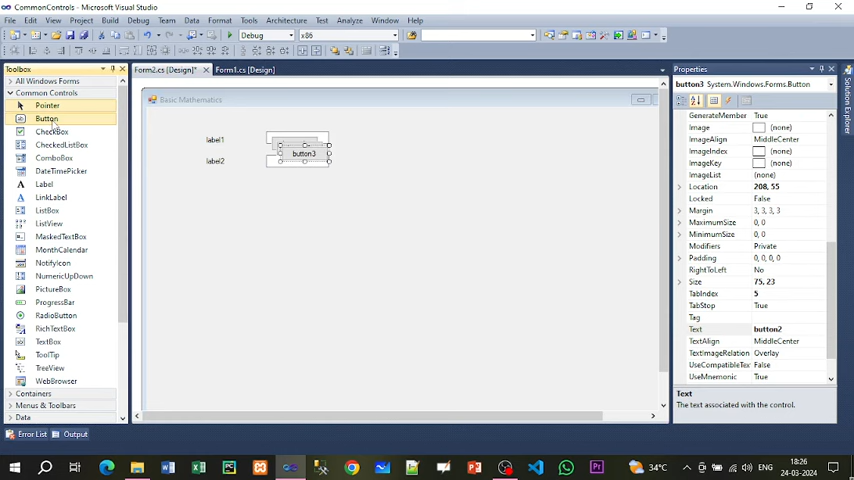 CommonControls - Microsoft Visual Studio
File Edit View Project Build Debug Team Data Format Tools Architecture Test Analyze Window Help
Debug x86
Toolbox
All Windows Forms
Common Controls
Pointer
Button
CheckBox
CheckedListBox
ComboBox
DateTimePicker
Label
LinkLabel
ListBox
ListView
MaskedTextBox
MonthCalendar
NotifyIcon
NumericUpDown
PictureBox
ProgressBar
RadioButton
RichTextBox
TextBox
ToolTip
TreeView
WebBrowser
Containers
Menus & Toolbars
Data
Error List Output
Form2.cs [Design]* Form1.cs [Design]
Basic Mathematics
label1
button3
label2
Properties
button3 System.Windows.Forms.Button
GenerateMember True
Image (none)
ImageAlign MiddleCenter
ImageIndex (none)
ImageKey (none)
ImageList (none)
Location 208, 55
Locked False
Margin 3, 3, 3, 3
MaximumSize 0, 0
MinimumSize 0, 0
Modifiers Private
Padding 0, 0, 0, 0
RightToLeft No
Size 75, 23
TabIndex 5
TabStop True
Tag
Text button2
TextAlign MiddleCenter
TextImageRelation Overlay
UseCompatibleTex False
UseMnemonic True
Text
The text associated with the control.
Solution Explorer
34°C ENG 18:26
24-03-2024